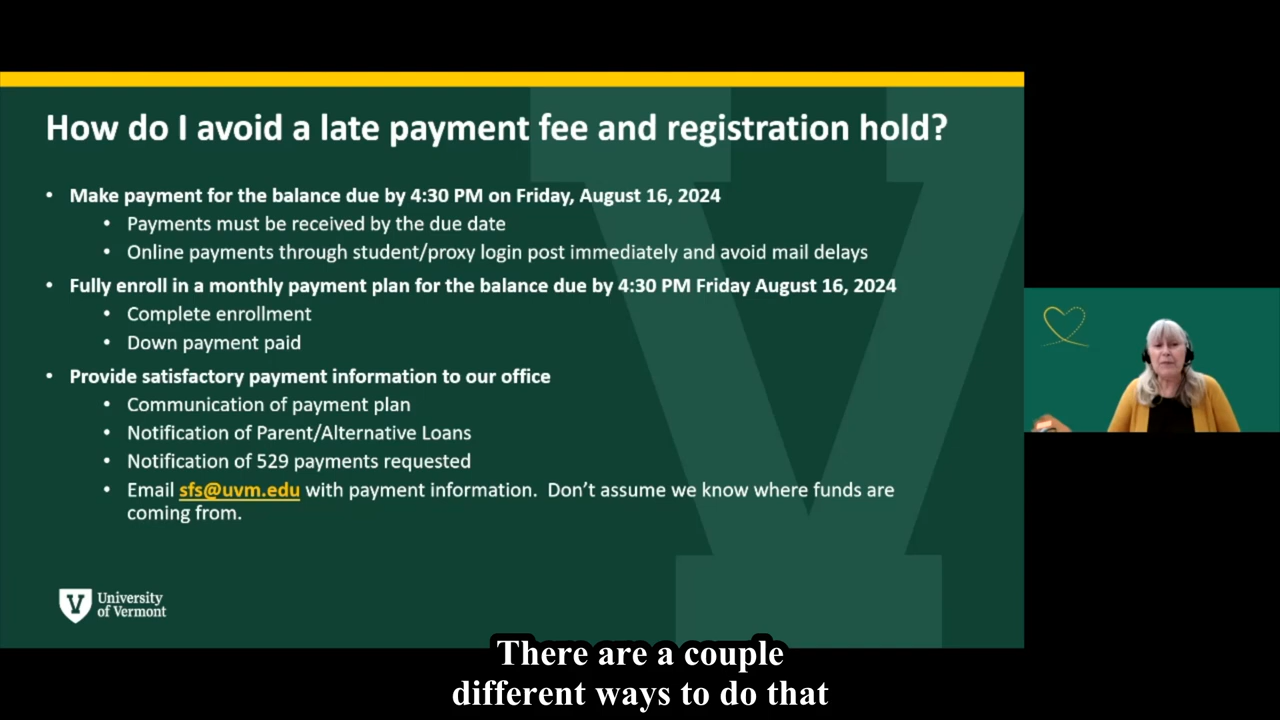 How do I avoid a late payment fee and registration hold?
• Make payment for the balance due by 4:30 PM on Friday, August 16, 2024
• Payments must be received by the due date
• Online payments through student/proxy login post immediately and avoid mail delays
• Fully enroll in a monthly payment plan for the balance due by 4:30 PM Friday August 16, 2024
• Complete enrollment
• Down payment paid
• Provide satisfactory payment information to our office
• Communication of payment plan
• Notification of Parent/Alternative Loans
• Notification of 529 payments requested
• Email sfs@uvm.edu with payment information.  Don’t assume we know where funds are
coming from.
V
University
of Vermont
There are a couple
different ways to do that